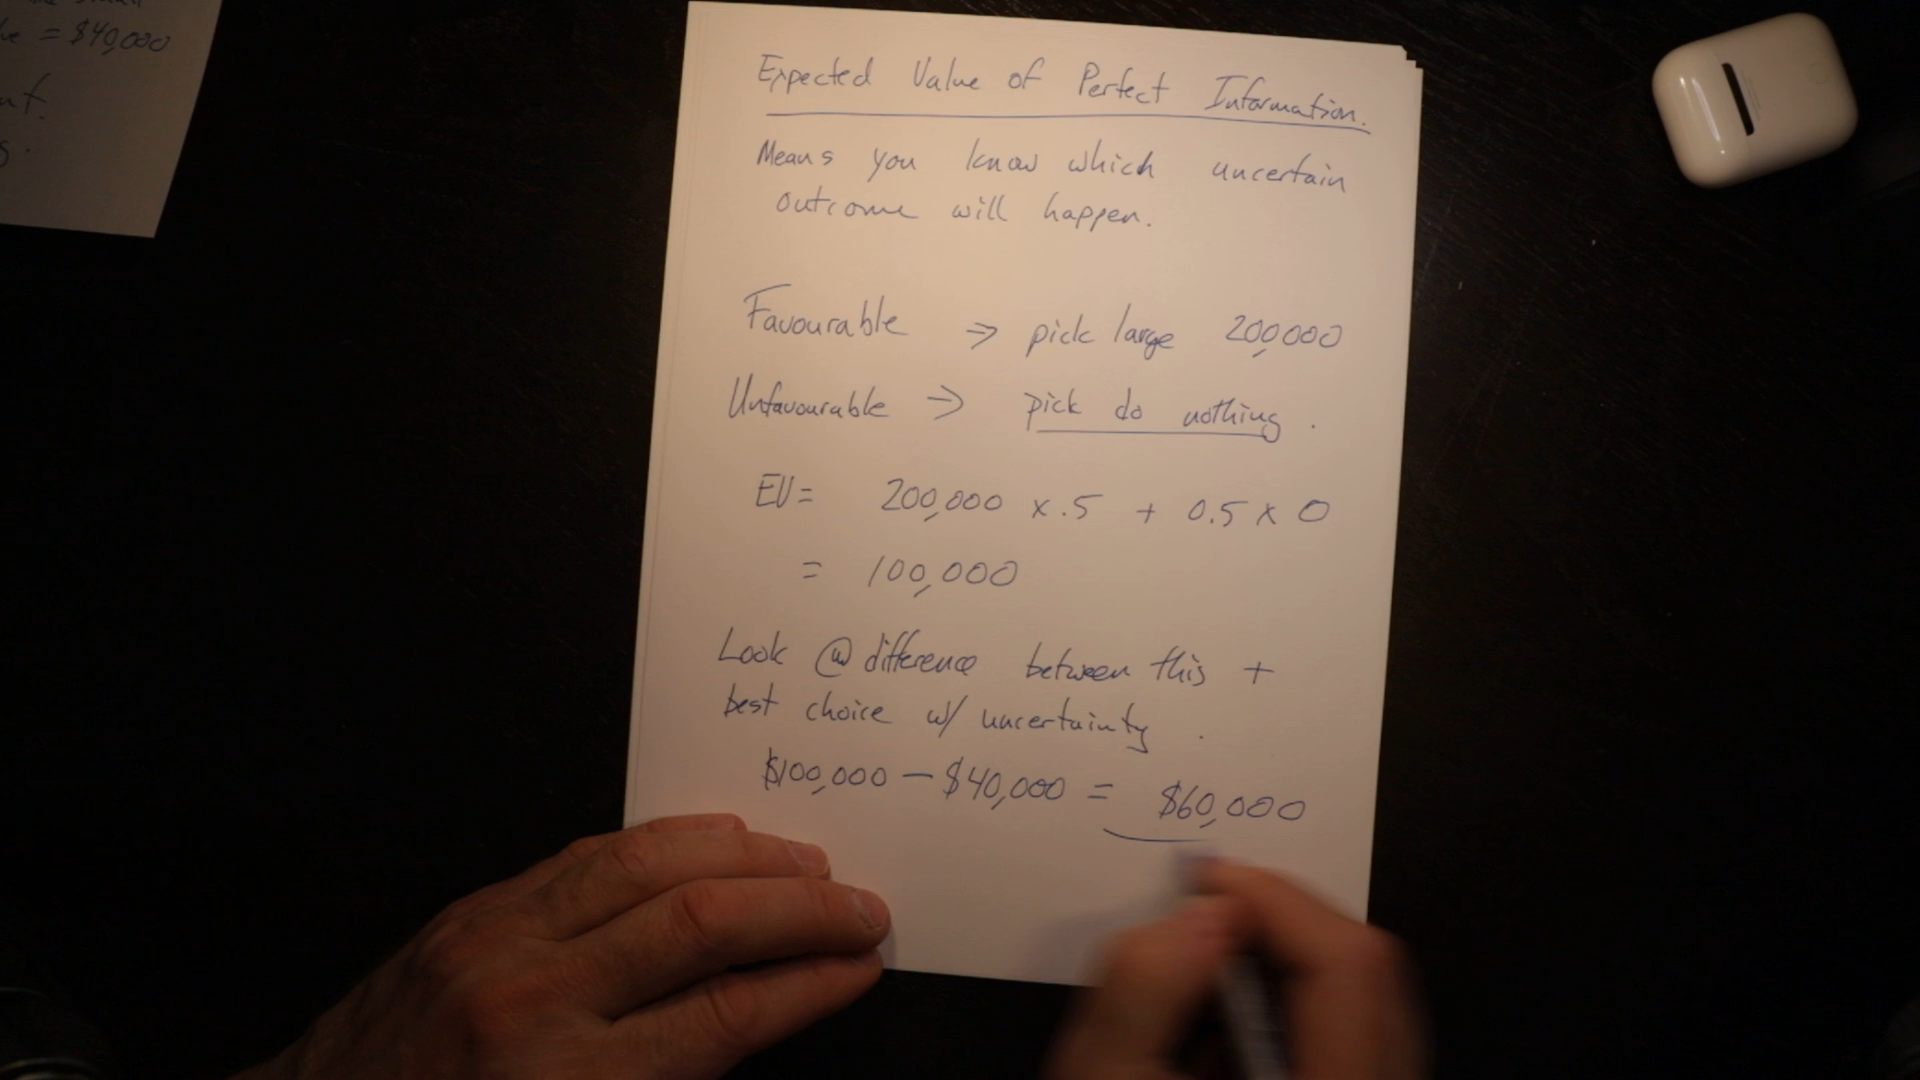 = $40,000
Expected Value of Perfect Information.
Means you know which uncertain
outcome will happen.
Favourable ⇒ pick large 200,000
Unfavourable ⇒ pick do nothing.
EV= 200,000 x .5 + 0.5 x 0
= 100,000
Look @ difference between this +
best choice w/ uncertainty.
$100,000 – $40,000 = $60,000